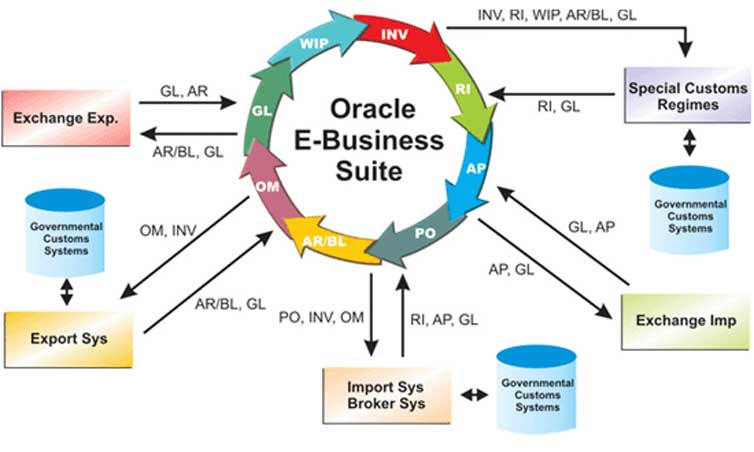 INV, RI, WIP, AR/BL, GL
WIP
INV
RI
AP
PO
AR/BL
OM
GL
Oracle
E-Business
Suite
Special Customs
Regimes
RI, GL
Governmental
Customs
Systems
Exchange Exp.
GL, AR
AR/BL, GL
Governmental
Customs
Systems
OM, INV
AR/BL, GL
Export Sys
PO, INV, OM
RI, AP, GL
Import Sys
Broker Sys
Governmental
Customs
Systems
GL, AP
AP, GL
Exchange Imp